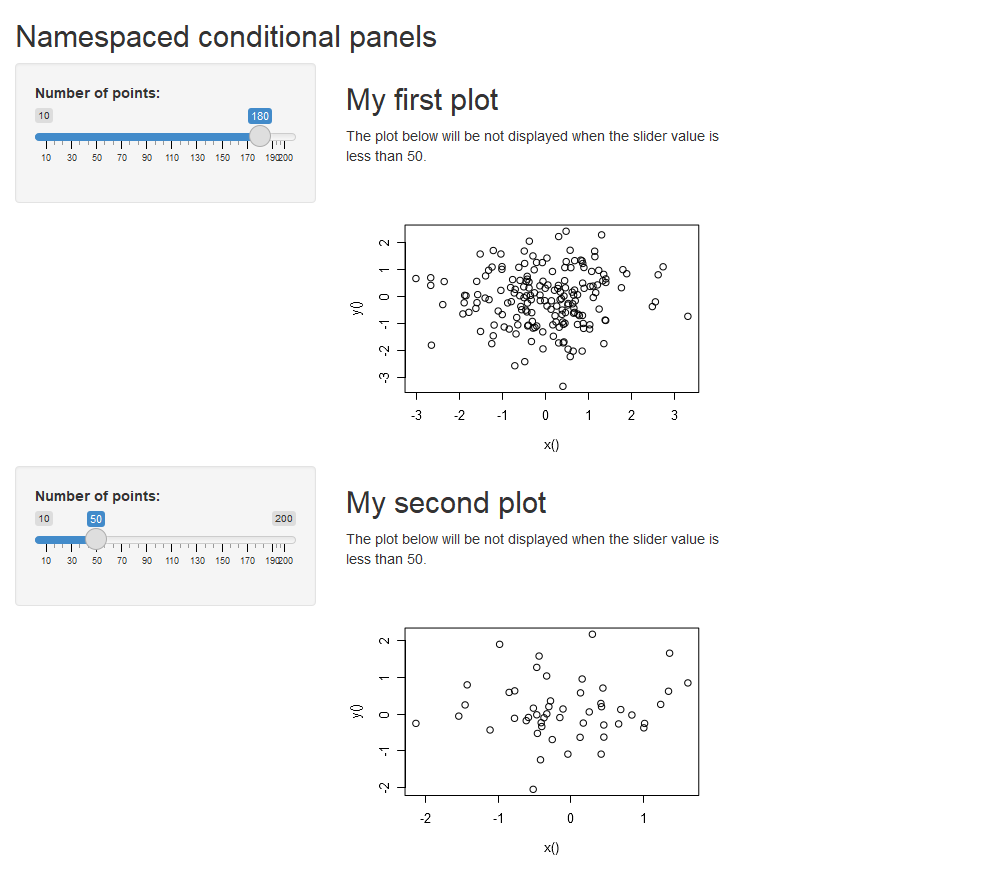 Namespaced conditional panels
Number of points:
10 180
10 30 50 70 90 110 130 150 170 190200
My first plot
The plot below will be not displayed when the slider value is
less than 50.
y()
2
1
0
-1
-2
-3
-3 -2 -1 0 1 2 3
x()
Number of points:
10 50 200
10 30 50 70 90 110 130 150 170 190200
My second plot
The plot below will be not displayed when the slider value is
less than 50.
y()
2
1
0
-1
-2
-2 -1 0 1
x()